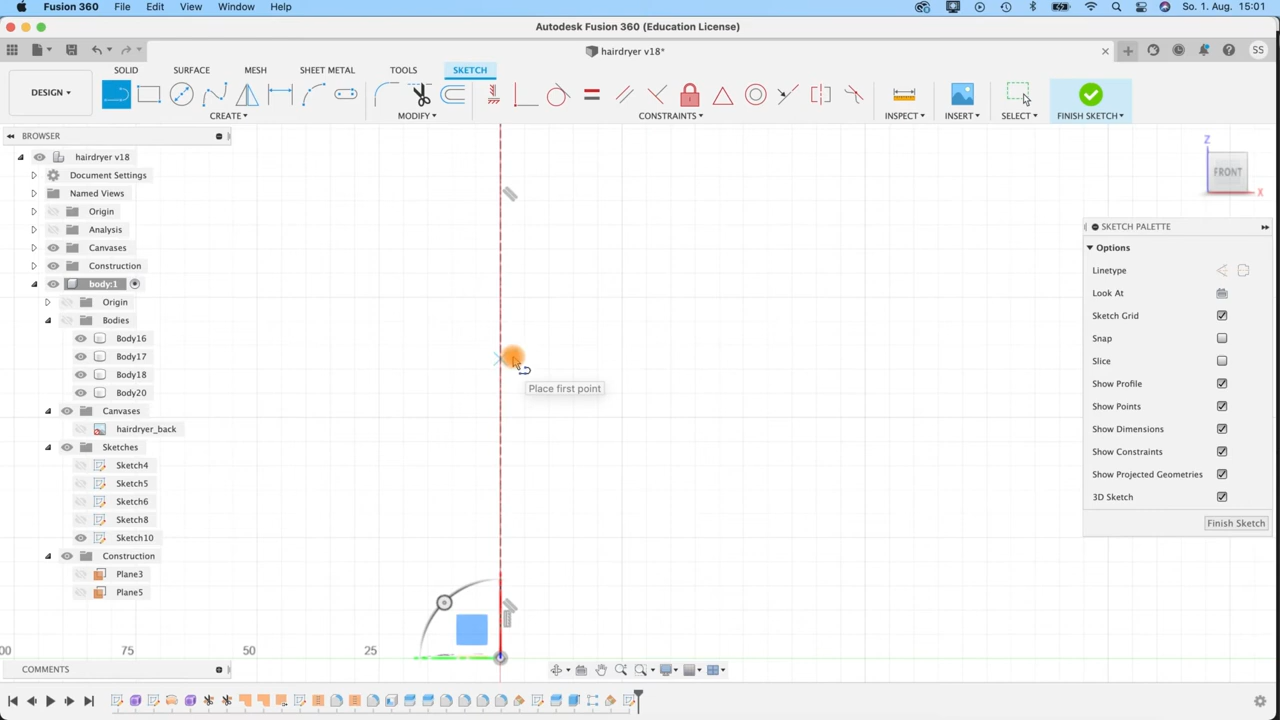 Fusion 360 File Edit View Window Help So. 1. Aug. 15:01
Autodesk Fusion 360 (Education License)
hairdryer v18*
SS
SOLID SURFACE MESH SHEET METAL TOOLS SKETCH
DESIGN
CREATE MODIFY CONSTRAINTS INSPECT INSERT SELECT FINISH SKETCH
BROWSER
hairdryer v18
Document Settings
Named Views
Origin
Analysis
Canvases
Construction
body:1
Origin
Bodies
Body16
Body17
Body18
Body20
Canvases
hairdryer_back
Sketches
Sketch4
Sketch5
Sketch6
Sketch8
Sketch10
Construction
Plane3
Plane5
Place first point
Z
FRONT
X
SKETCH PALETTE
Options
Linetype
Look At
Sketch Grid
Snap
Slice
Show Profile
Show Points
Show Dimensions
Show Constraints
Show Projected Geometries
3D Sketch
Finish Sketch
00 75 50 25
COMMENTS